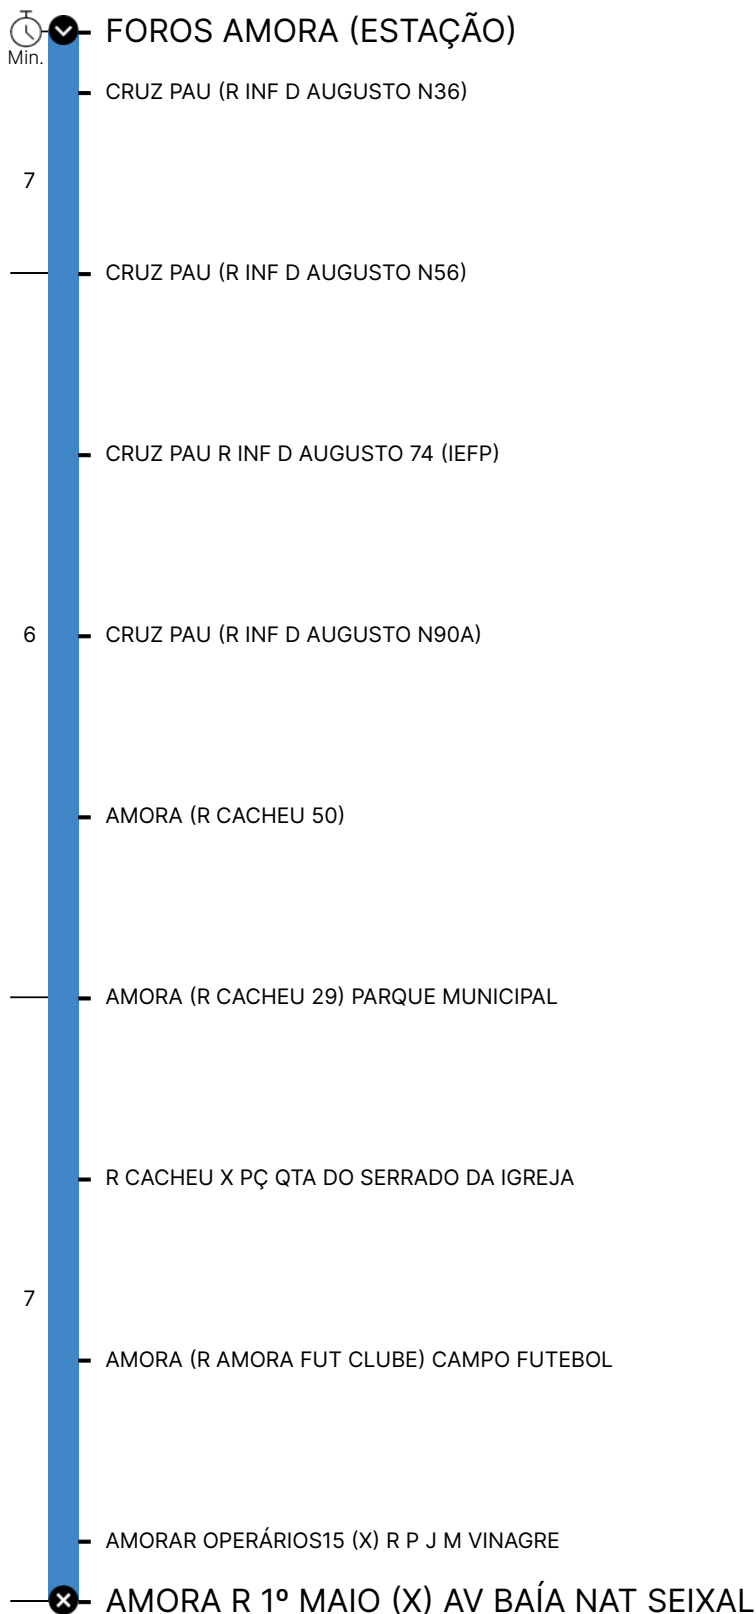 FOROS AMORA (ESTAÇÃO)
Min.
CRUZ PAU (R INF D AUGUSTO N36)
7
CRUZ PAU (R INF D AUGUSTO N56)
CRUZ PAU R INF D AUGUSTO 74 (IEFP)
6
CRUZ PAU (R INF D AUGUSTO N90A)
AMORA (R CACHEU 50)
AMORA (R CACHEU 29) PARQUE MUNICIPAL
R CACHEU X PÇ QTA DO SERRADO DA IGREJA
7
AMORA (R AMORA FUT CLUBE) CAMPO FUTEBOL
AMORAR OPERÁRIOS15 (X) R P J M VINAGRE
AMORA R 1º MAIO (X) AV BAÍA NAT SEIXAL